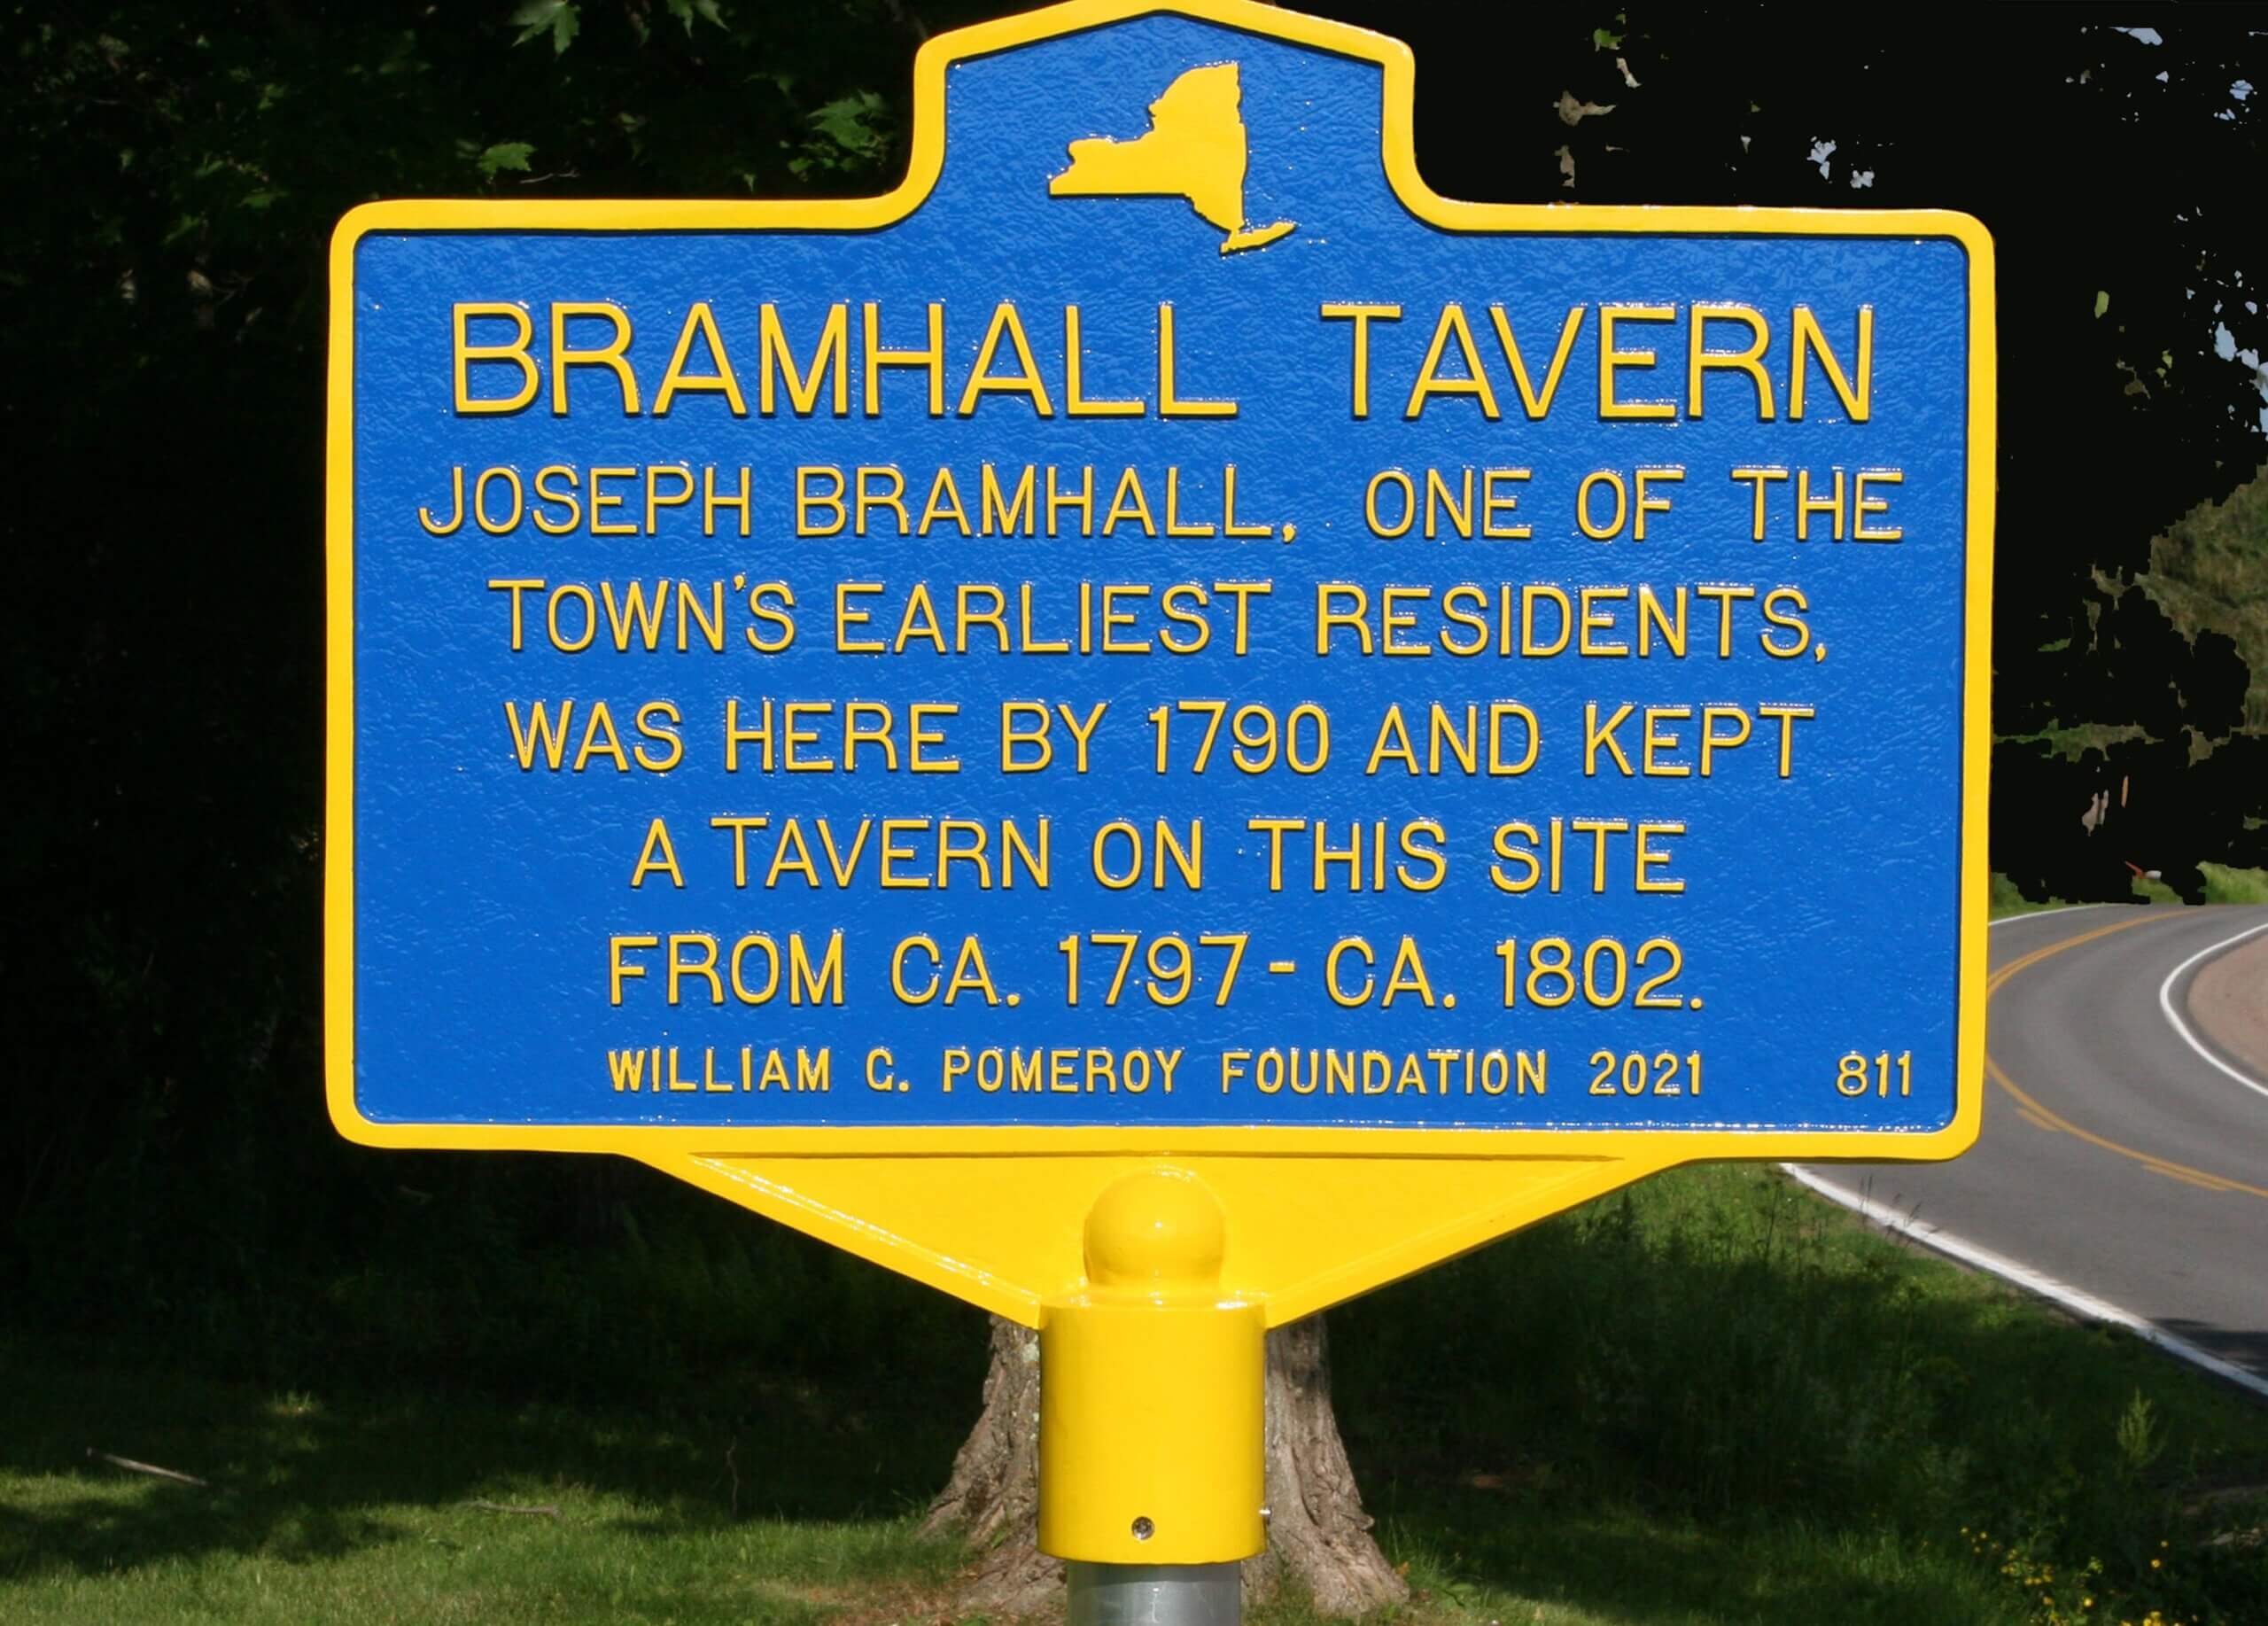 BRAMHALL TAVERN
JOSEPH BRAMHALL, ONE OF THE
TOWN'S EARLIEST RESIDENTS,
WAS HERE BY 1790 AND KEPT
A TAVERN ON THIS SITE
FROM CA. 1797 - CA. 1802.
WILLIAM G. POMEROY FOUNDATION 2021 811